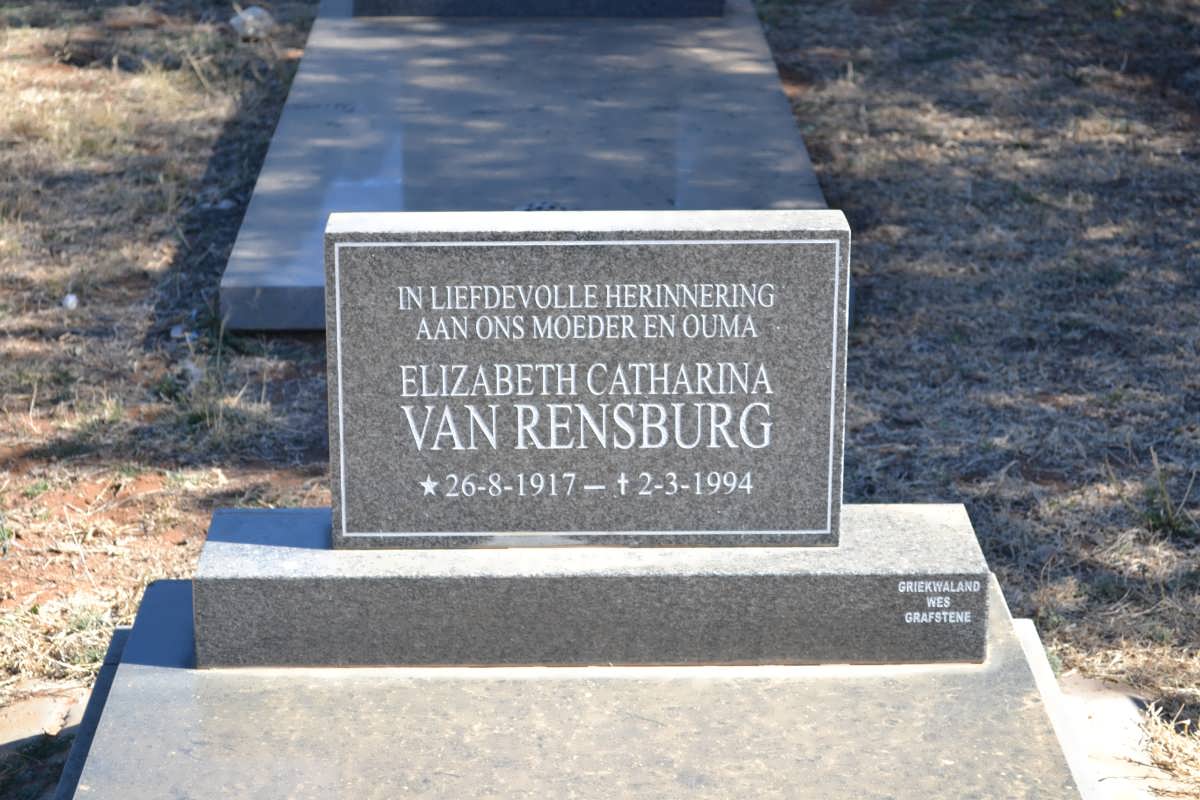 IN LIEFDEVOLLE HERINNERING
AAN ONS MOEDER EN OUMA
ELIZABETH CATHARINA
VAN RENSBURG
★26-8-1917 – ✝2-3-1994
GRIEKWALAND
WES
GRAFSTENE